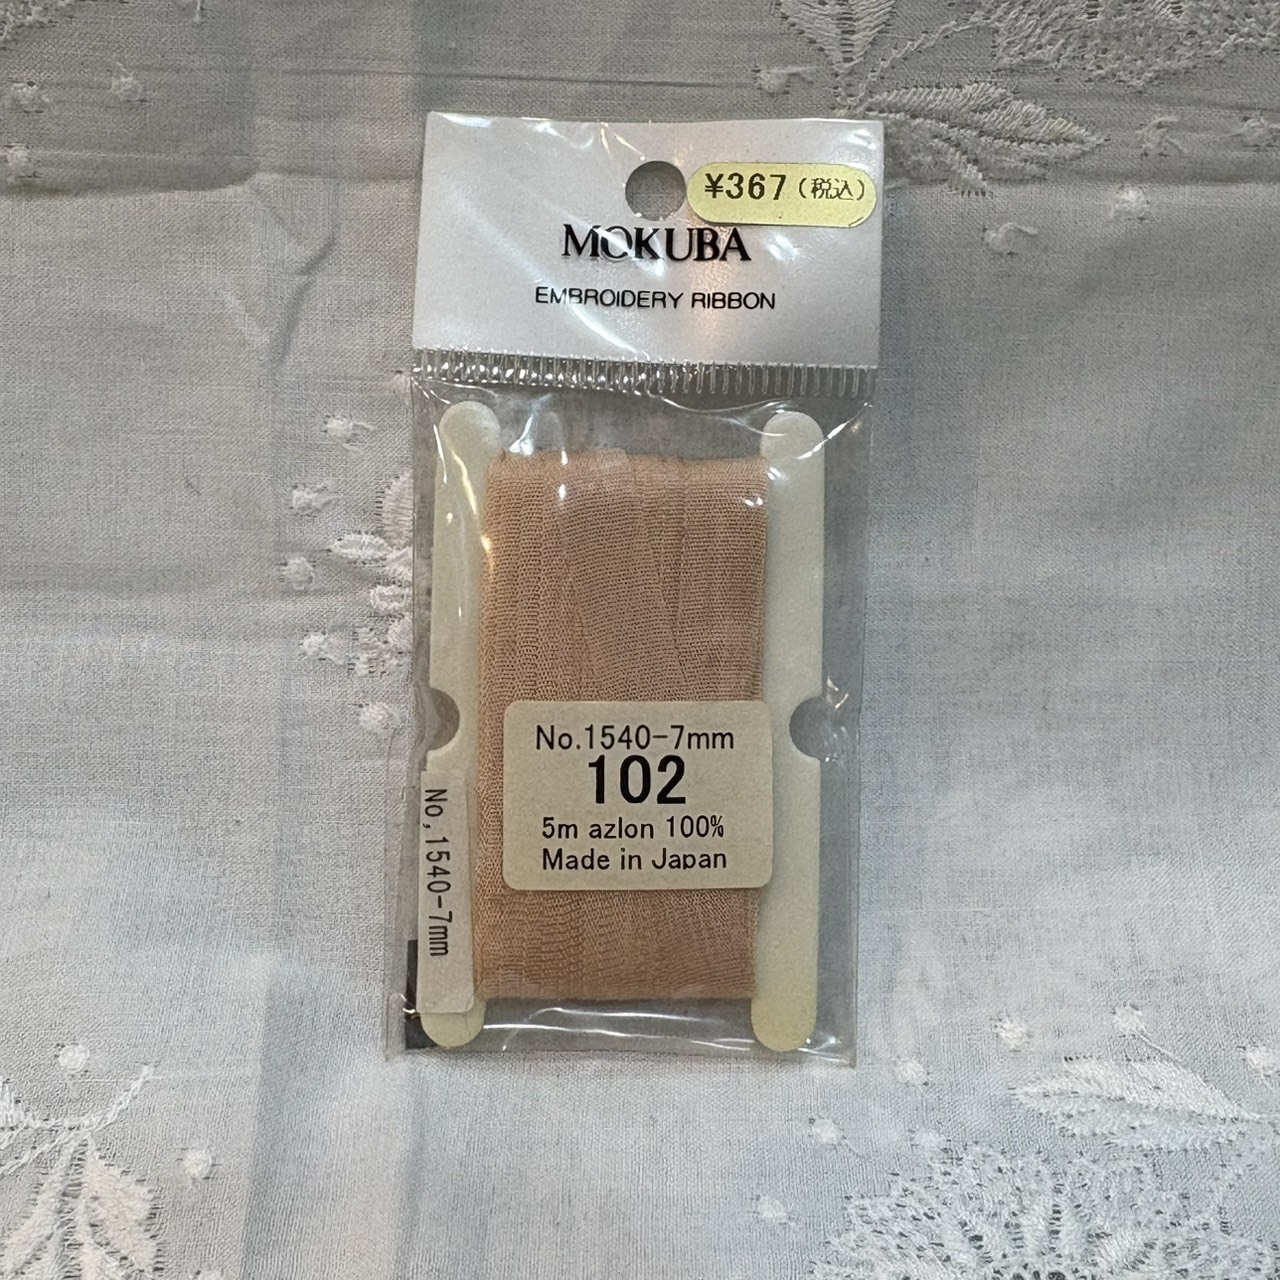 ¥367(税込)
MOKUBA
EMBROIDERY RIBBON
No.1540-7mm
102
5m azlon 100%
Made in Japan
No,1540-7mm